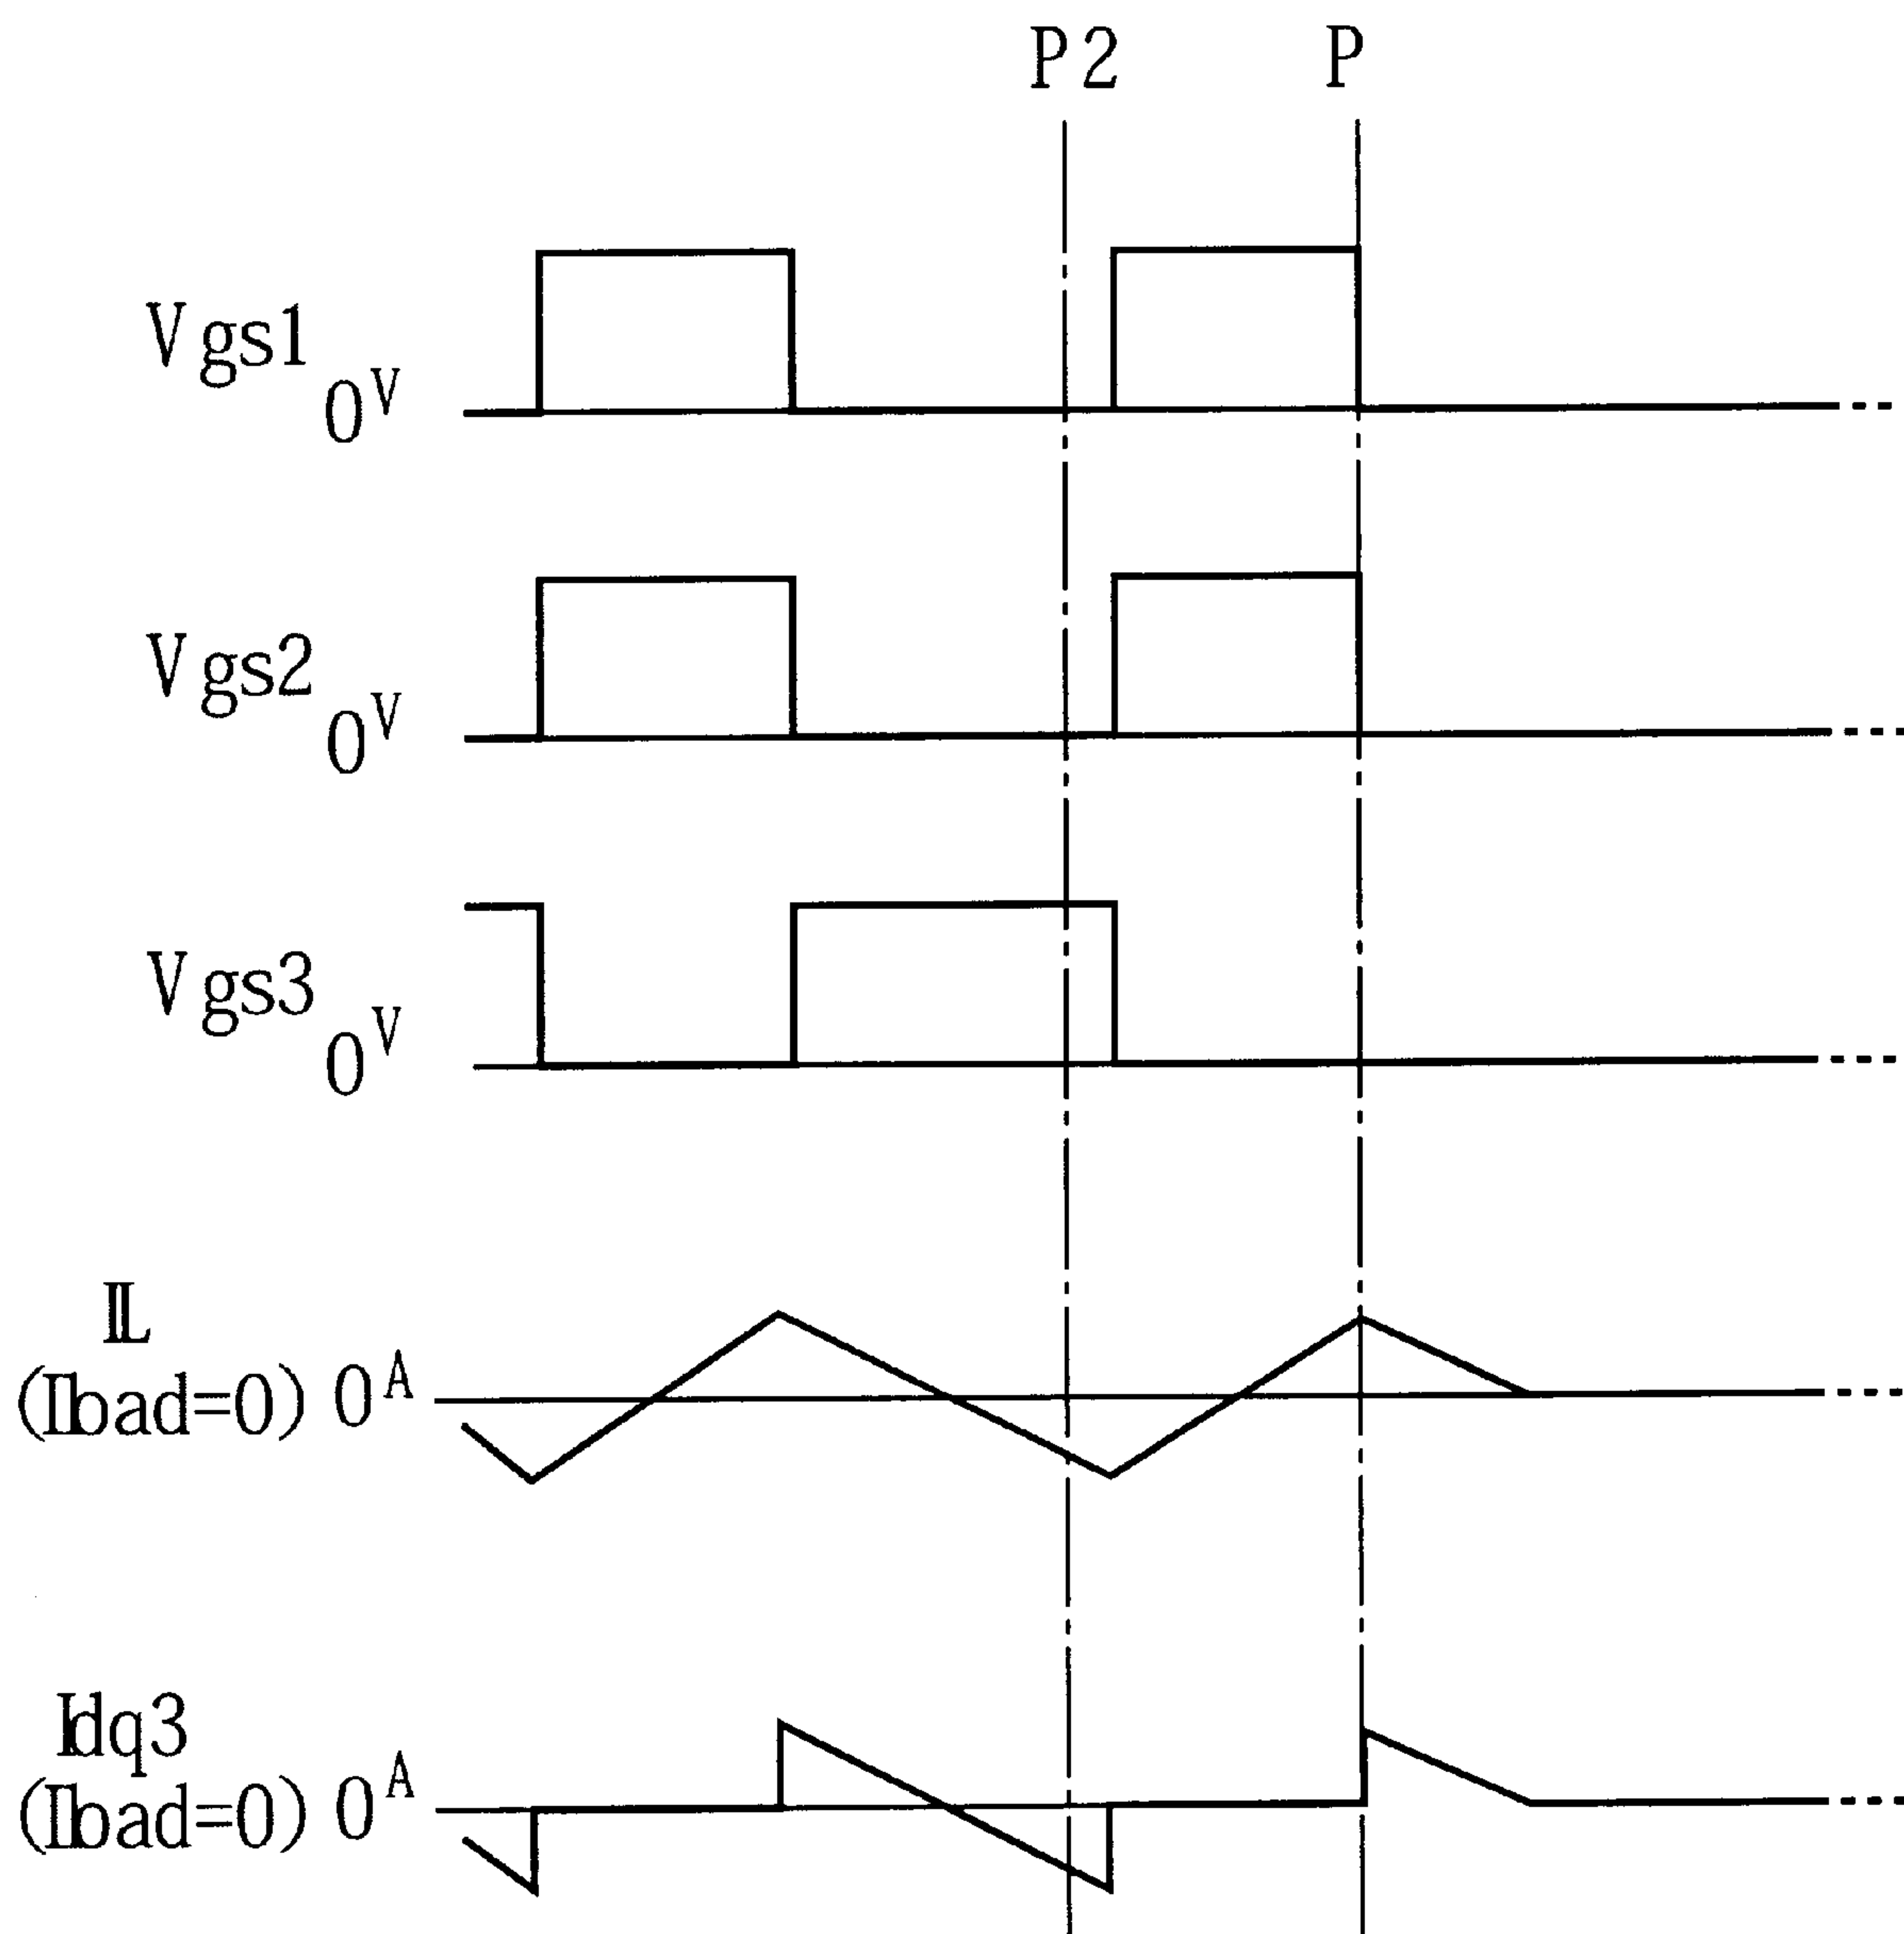 P2 P
Vgs1 0V
Vgs2 0V
Vgs3 0V
IL
(Iload=0) 0A
Idq3
(Iload=0) 0A